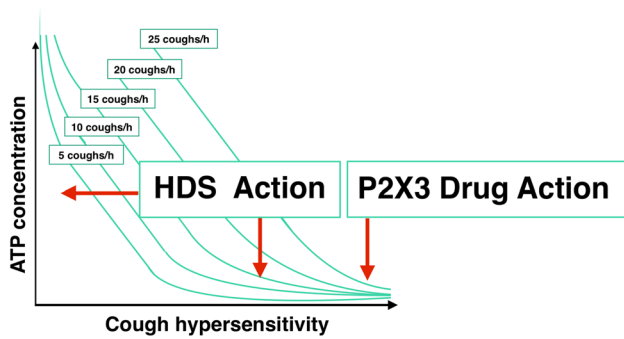 25 coughs/h
20 coughs/h
15 coughs/h
10 coughs/h
5 coughs/h
ATP concentration
HDS Action
P2X3 Drug Action
Cough hypersensitivity